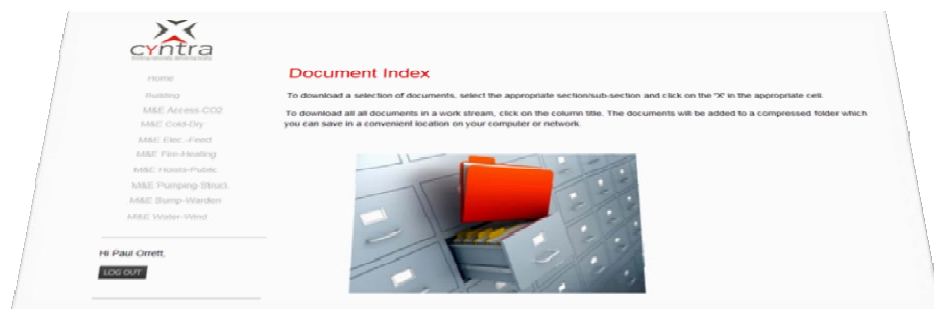 cyntra
Home
Building
M&E Access-CO2
M&E Cold-Dry
M&E Elec.-Feed
M&E Fire-Heating
M&E Hoists-Public
M&E Pumping-Struct.
M&E Sump-Warden
M&E Water-Wind
Hi Paul Orrett,
LOG OUT
Document Index
To download a selection of documents, select the appropriate section/sub-section and click on the 'X' in the appropriate cell.
To download all all documents in a work stream, click on the column title. The documents will be added to a compressed folder which
you can save in a convenient location on your computer or network.